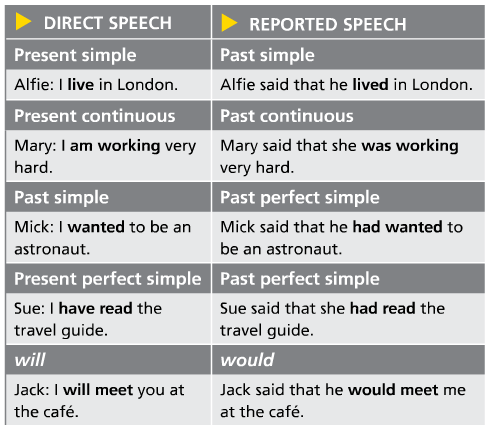 DIRECT SPEECH
REPORTED SPEECH
Present simple
Past simple
Alfie: I live in London.
Alfie said that he lived in London.
Present continuous
Past continuous
Mary: I am working very
hard.
Mary said that she was working
very hard.
Past simple
Past perfect simple
Mick: I wanted to be an
astronaut.
Mick said that he had wanted to
be an astronaut.
Present perfect simple
Past perfect simple
Sue: I have read the
travel guide.
Sue said that she had read the
travel guide.
will
would
Jack: I will meet you at
the café.
Jack said that he would meet me
at the café.